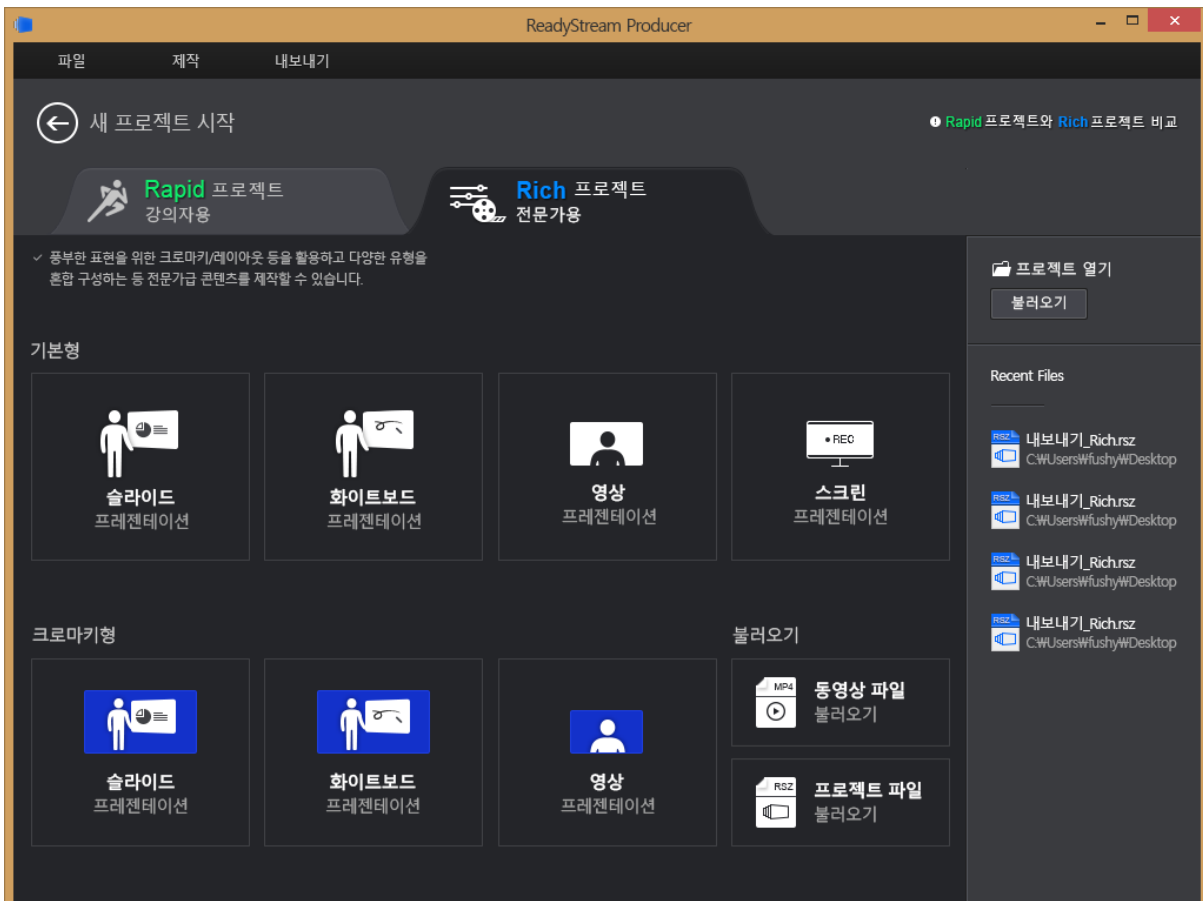 ReadyStream Producer
파일 제작 내보내기
새 프로젝트 시작
Rapid 프로젝트와 Rich 프로젝트 비교
Rapid 프로젝트
강의자용
Rich 프로젝트
전문가용
풍부한 표현을 위한 크로마키/레이아웃 등을 활용하고 다양한 유형을
혼합 구성하는 등 전문가급 콘텐츠를 제작할 수 있습니다.
기본형
슬라이드
프레젠테이션
화이트보드
프레젠테이션
영상
프레젠테이션
REC
스크린
프레젠테이션
크로마키형
슬라이드
프레젠테이션
화이트보드
프레젠테이션
영상
프레젠테이션
불러오기
MP4
동영상 파일
불러오기
RSZ
프로젝트 파일
불러오기
프로젝트 열기
불러오기
Recent Files
RSZ
내보내기_Rich.rsz
C:₩Users₩fushy₩Desktop
RSZ
내보내기_Rich.rsz
C:₩Users₩fushy₩Desktop
RSZ
내보내기_Rich.rsz
C:₩Users₩fushy₩Desktop
RSZ
내보내기_Rich.rsz
C:₩Users₩fushy₩Desktop